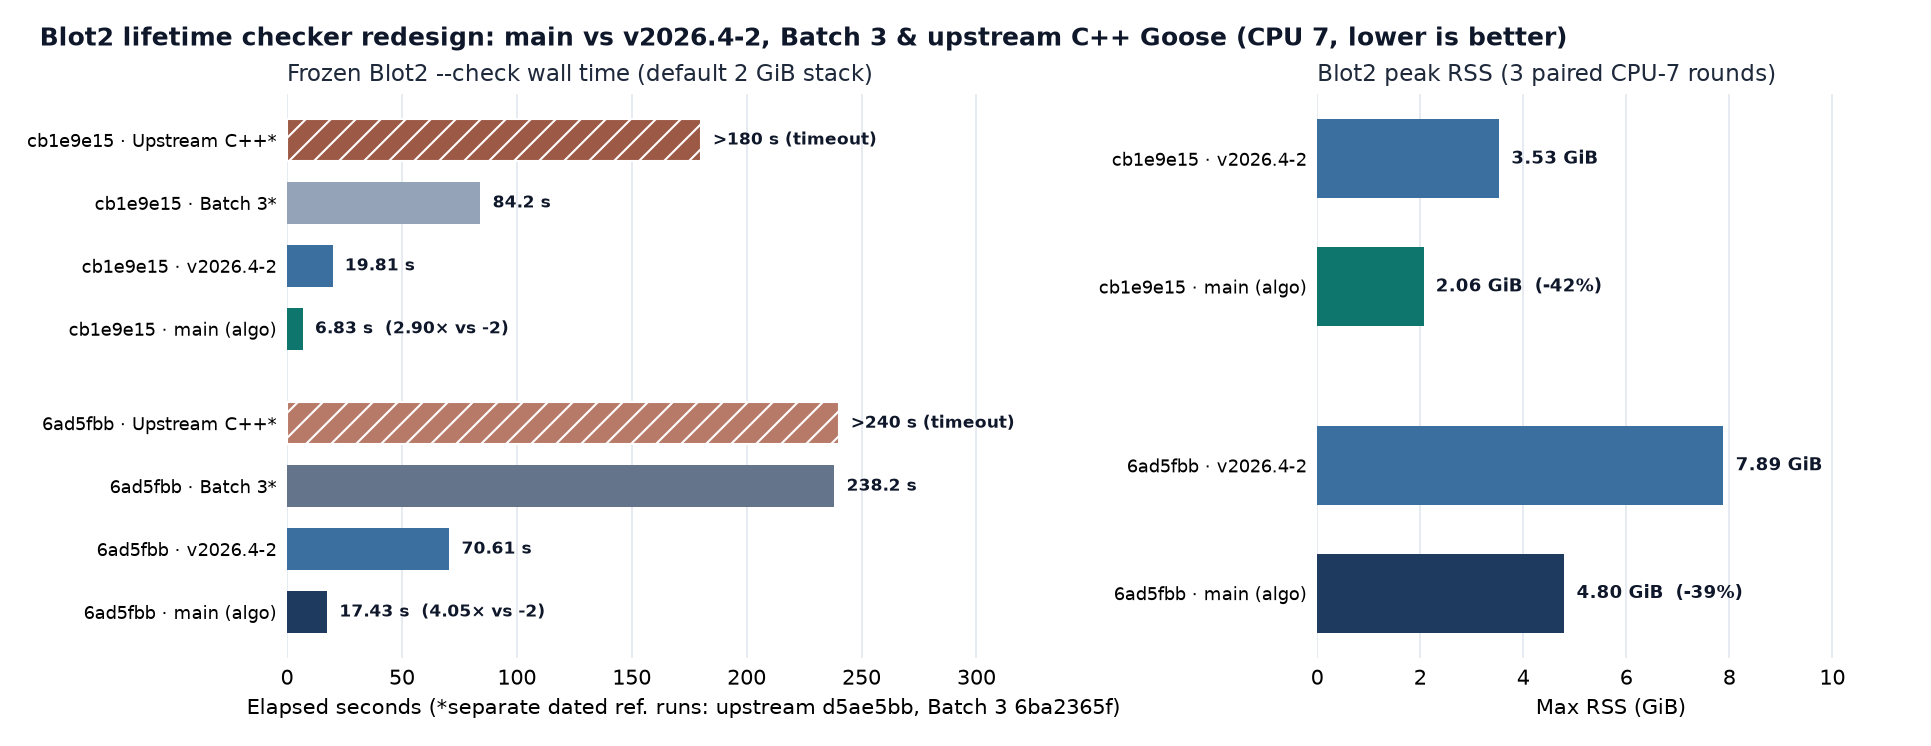 Blot2 lifetime checker redesign: main vs v2026.4-2, Batch 3 & upstream C++ Goose (CPU 7, lower is better)
Frozen Blot2 --check wall time (default 2 GiB stack)
cb1e9e15 · Upstream C++* >180 s (timeout)
cb1e9e15 · Batch 3* 84.2 s
cb1e9e15 · v2026.4-2 19.81 s
cb1e9e15 · main (algo) 6.83 s (2.90× vs -2)
6ad5fbb · Upstream C++* >240 s (timeout)
6ad5fbb · Batch 3* 238.2 s
6ad5fbb · v2026.4-2 70.61 s
6ad5fbb · main (algo) 17.43 s (4.05× vs -2)
0 50 100 150 200 250 300
Elapsed seconds (*separate dated ref. runs: upstream d5ae5bb, Batch 3 6ba2365f)
Blot2 peak RSS (3 paired CPU-7 rounds)
cb1e9e15 · v2026.4-2 3.53 GiB
cb1e9e15 · main (algo) 2.06 GiB (-42%)
6ad5fbb · v2026.4-2 7.89 GiB
6ad5fbb · main (algo) 4.80 GiB (-39%)
0 2 4 6 8 10
Max RSS (GiB)